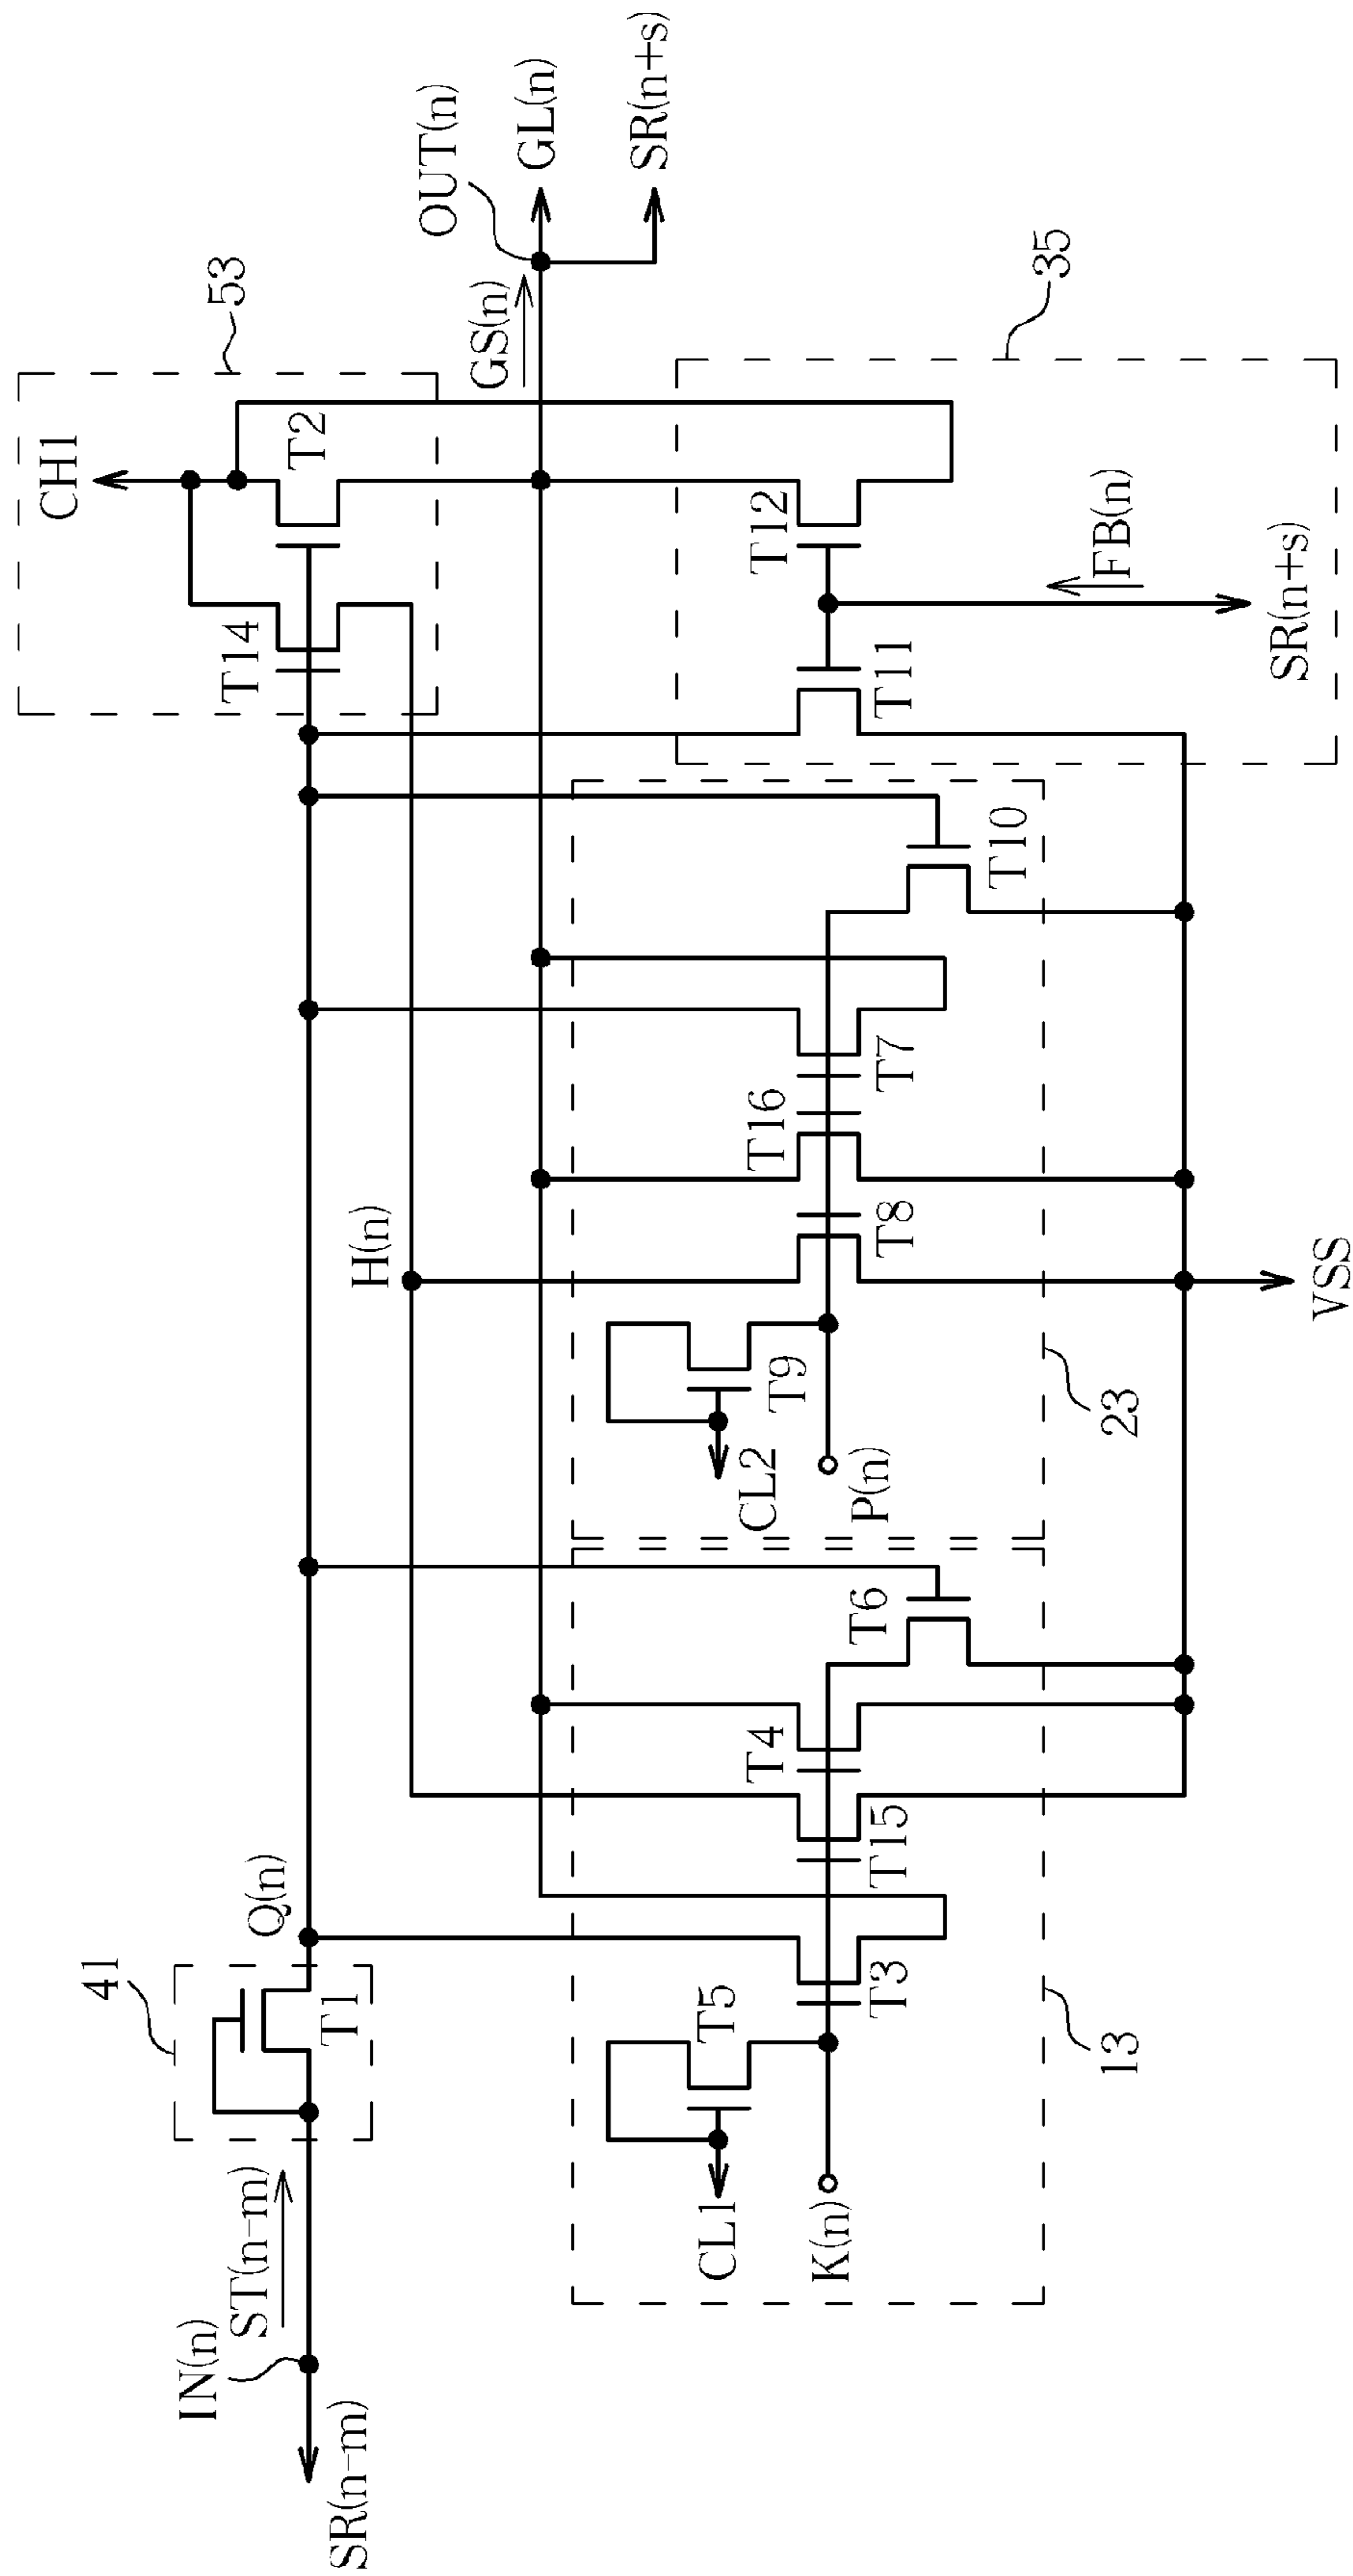 SR(n-m)
IN(n)
ST(n-m)
41
T1
Q(n)
H(n)
53
CH1
T14
T2
GS(n)
OUT(n)
GL(n)
SR(n+s)
13
CL1
T5
K(n)
T3
T15
T4
T6
23
CL2
T9
P(n)
T8
T16
T7
T10
35
T11
T12
FB(n)
SR(n+s)
VSS